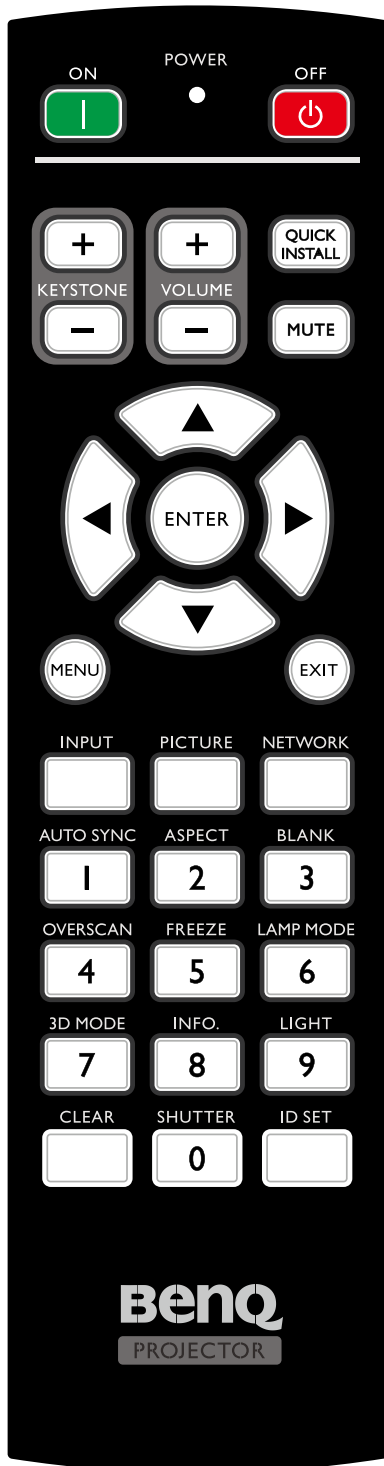 POWER
ON OFF
KEYSTONE VOLUME QUICK INSTALL
+ +
- -
MUTE
ENTER
MENU EXIT
INPUT PICTURE NETWORK
AUTO SYNC ASPECT BLANK
1 2 3
OVERSCAN FREEZE LAMP MODE
4 5 6
3D MODE INFO. LIGHT
7 8 9
CLEAR SHUTTER ID SET
0
BenQ
PROJECTOR